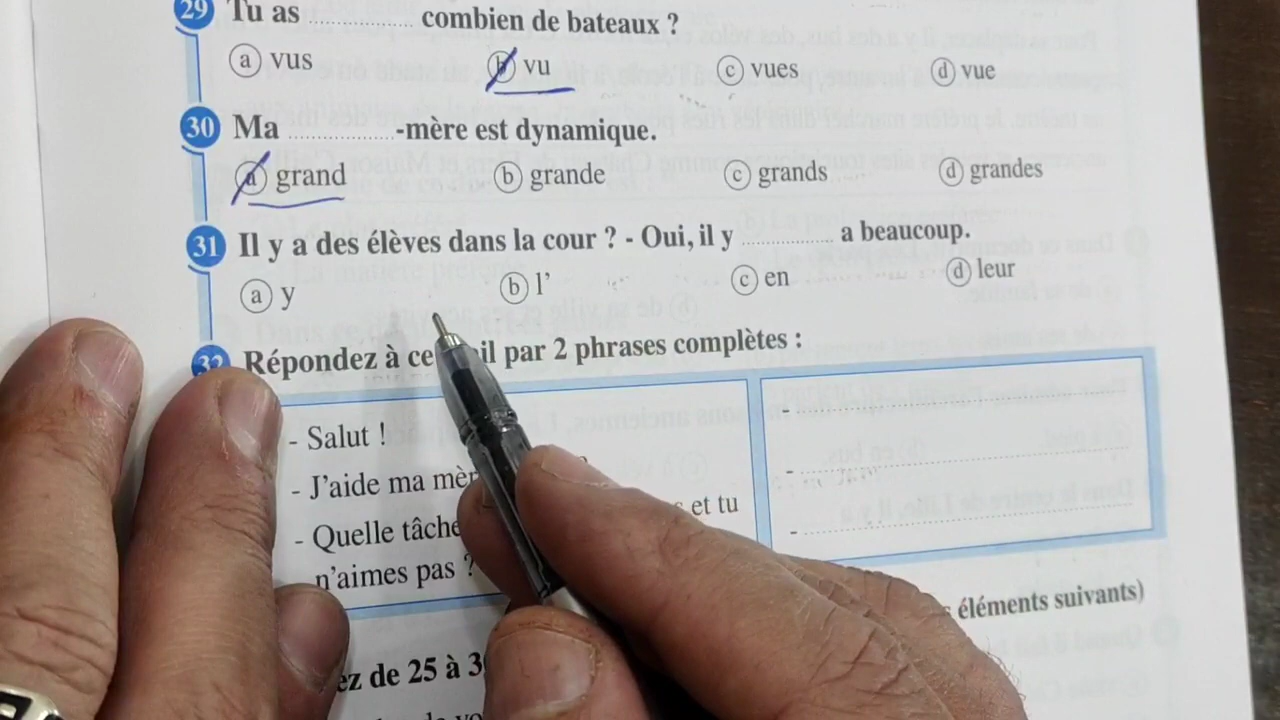 29 Tu as ............ combien de bateaux ?
a vus b vu c vues d vue
30 Ma ............ -mère est dynamique.
a grand b grande c grands d grandes
31 Il y a des élèves dans la cour ? - Oui, il y ............ a beaucoup.
a y b l’ c en d leur
32 Répondez à ce il par 2 phrases complètes :
- Salut !
- J’aide ma mèr
- Quelle tâche et tu
n’aimes pas ?
-
-
-
éléments suivants)
ez de 25 à 3